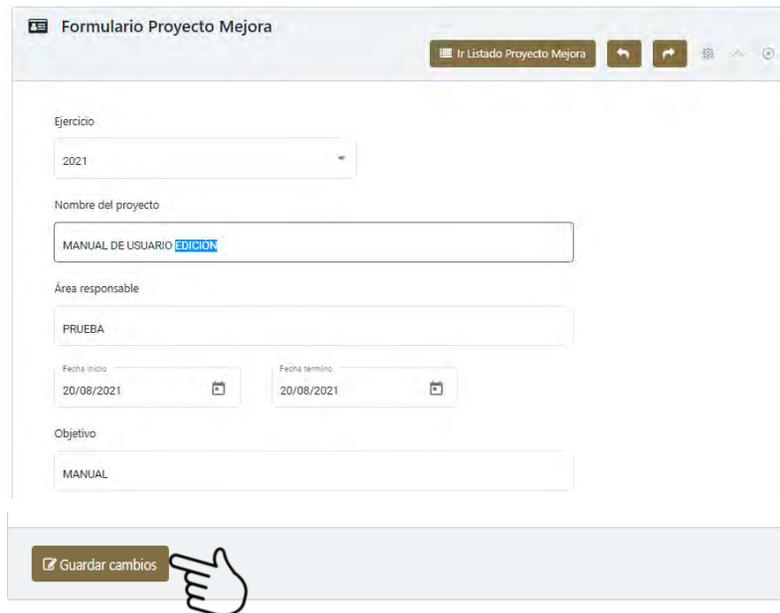 Formulario Proyecto Mejora
Ir Listado Proyecto Mejora
Ejercicio
2021
Nombre del proyecto
MANUAL DE USUARIO EDICIÓN
Área responsable
PRUEBA
Fecha inicio
Fecha termino
20/08/2021
20/08/2021
Objetivo
MANUAL
Guardar cambios